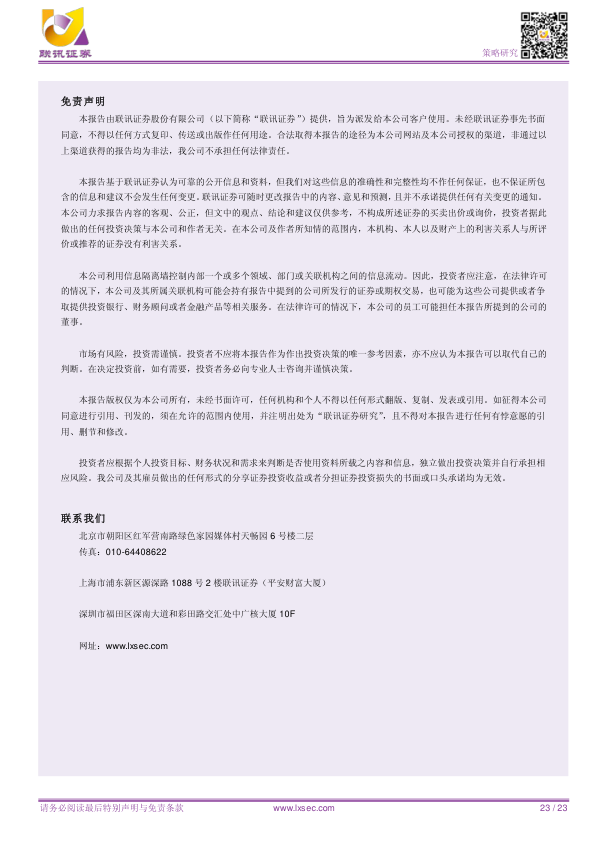 联讯证券
策略研究
免责声明
本报告由联讯证券股份有限公司（以下简称“联讯证券”）提供，旨为派发给本公司客户使用。未经联讯证券事先书面
同意，不得以任何方式复印、传送或出版作任何用途。合法取得本报告的途径为本公司网站及本公司授权的渠道，非通过以
上渠道获得的报告均为非法，我公司不承担任何法律责任。
本报告基于联讯证券认为可靠的公开信息和资料，但我们对这些信息的准确性和完整性均不作任何保证，也不保证所包
含的信息和建议不会发生任何变更。联讯证券可随时更改报告中的内容、意见和预测，且并不承诺提供任何有关变更的通知。
本公司力求报告内容的客观、公正，但文中的观点、结论和建议仅供参考，不构成所述证券的买卖出价或询价，投资者据此
做出的任何投资决策与本公司和作者无关。在本公司及作者所知情的范围内，本机构、本人以及财产上的利害关系人与所评
价或推荐的证券没有利害关系。
本公司利用信息隔离墙控制内部一个或多个领域、部门或关联机构之间的信息流动。因此，投资者应注意，在法律许可
的情况下，本公司及其所属关联机构可能会持有报告中提到的公司所发行的证券或期权交易，也可能为这些公司提供或者争
取提供投资银行、财务顾问或者金融产品等相关服务。在法律许可的情况下，本公司的员工可能担任本报告所提到的公司的
董事。
市场有风险，投资需谨慎。投资者不应将本报告作为作出投资决策的唯一参考因素，亦不应认为本报告可以取代自己的
判断。在决定投资前，如有需要，投资者务必向专业人士咨询并谨慎决策。
本报告版权仅为本公司所有，未经书面许可，任何机构和个人不得以任何形式翻版、复制、发表或引用。如征得本公司
同意进行引用、刊发的，须在允许的范围内使用，并注明出处为“联讯证券研究”，且不得对本报告进行任何有悖意愿的引
用、删节和修改。
投资者应根据个人投资目标、财务状况和需求来判断是否使用资料所载之内容和信息，独立做出投资决策并自行承担相
应风险。我公司及其雇员做出的任何形式的分享证券投资收益或者分担证券投资损失的书面或口头承诺均为无效。
联系我们
北京市朝阳区红军营南路绿色家园媒体村天畅园 6 号楼二层
传真：010-64408622
上海市浦东新区源深路 1088 号 2 楼联讯证券（平安财富大厦）
深圳市福田区深南大道和彩田路交汇处中广核大厦 10F
网址：www.lxsec.com
请务必阅读最后特别声明与免责条款 www.lxsec.com 23 / 23